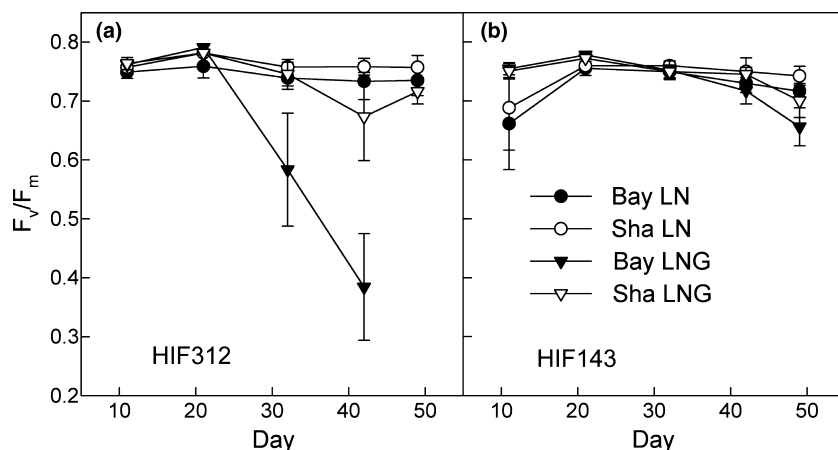 (a)
(b)
0.8
0.7
0.6
0.5
0.4
0.3
0.2
Fv/Fm
HIF312
10 20 30 40 50
Day
Bay LN
Sha LN
Bay LNG
Sha LNG
HIF143
10 20 30 40 50
Day